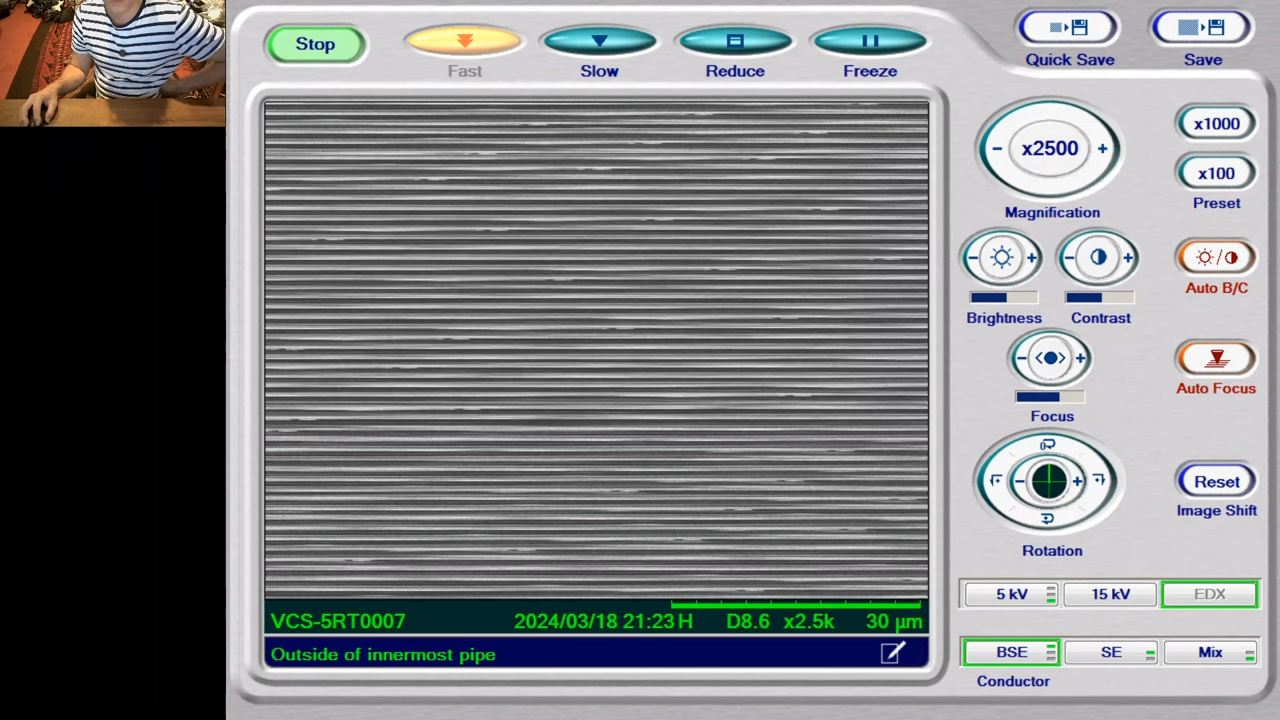 Stop
Fast
Slow
Reduce
Freeze
Quick Save
Save
x2500
Magnification
x1000
x100
Preset
Brightness
Contrast
Auto B/C
Focus
Auto Focus
Rotation
Reset
Image Shift
5 kV
15 kV
EDX
BSE
SE
Mix
Conductor
VCS-5RT0007 2024/03/18 21:23 H D8.6 x2.5k 30 µm
Outside of innermost pipe